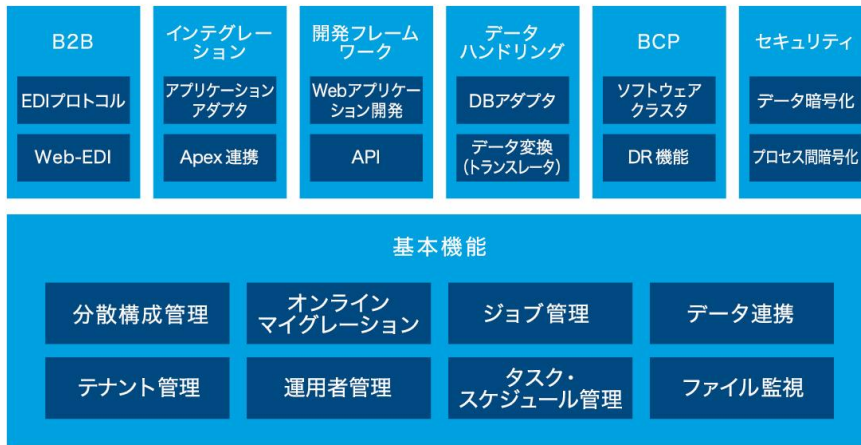 B2B
EDIプロトコル
Web-EDI
インテグレー
ション
アプリケーション
アダプタ
Apex 連携
開発フレーム
ワーク
Webアプリケー
ション開発
API
データ
ハンドリング
DBアダプタ
データ変換
(トランスレータ)
BCP
ソフトウェア
クラスタ
DR 機能
セキュリティ
データ暗号化
プロセス間暗号化
基本機能
分散構成管理
オンライン
マイグレーション
ジョブ管理
データ連携
テナント管理
運用者管理
タスク・
スケジュール管理
ファイル監視